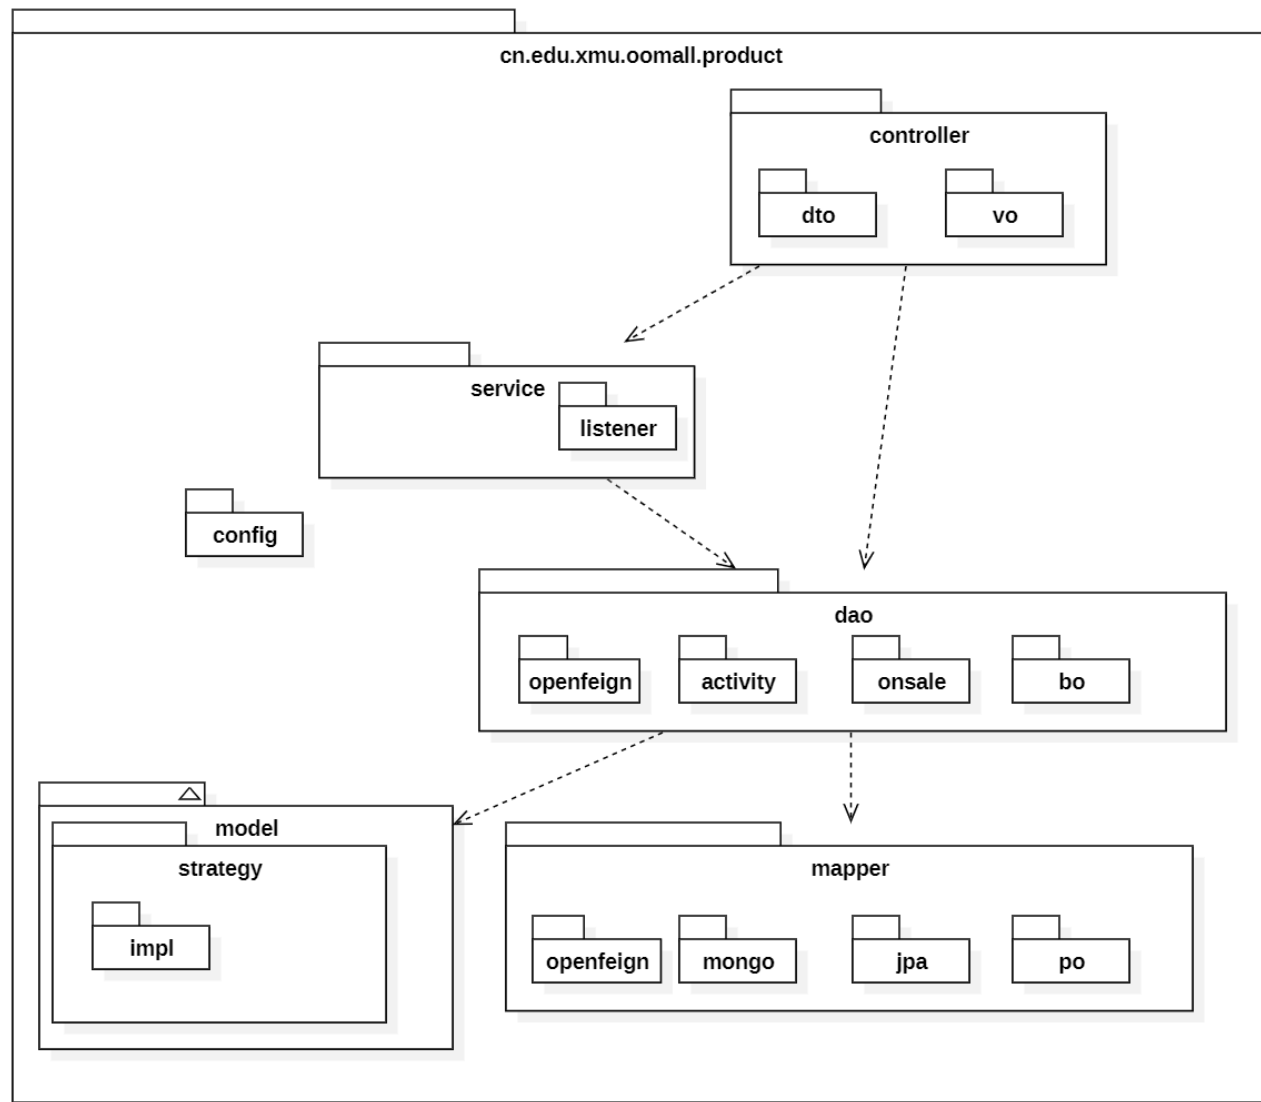 cn.edu.xmu.oomall.product
controller
dto
vo
service
listener
config
dao
openfeign
activity
onsale
bo
model
strategy
impl
mapper
openfeign
mongo
jpa
po